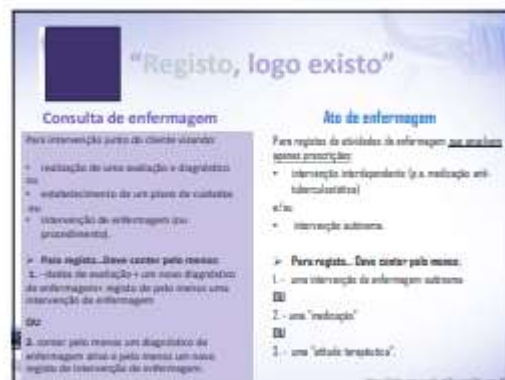 “Registo, logo existo”
Consulta de enfermagem
Para intervenção junto do cliente visando:
• realização de uma avaliação e diagnóstico
ou
• estabelecimento de um plano de cuidados
ou
• intervenção de enfermagem (ou
procedimento).
➢ Para registo...Deve conter pelo menos:
1. -dados de avaliação + um novo diagnóstico
de enfermagem+ registo de pelo menos uma
intervenção de enfermagem
OU
2. conter pelo menos um diagnóstico de
enfermagem ativo e pelo menos um novo
registo de intervenção de enfermagem.
Ato de enfermagem
Para registos de atividades de enfermagem que envolvem
apenas prescrições:
• intervenção interdependente (p.e. medicação anti-
tuberculostática)
e/ou
• intervenção autónoma.
➢ Para registo... Deve conter pelo menos:
1.- uma intervenção de enfermagem autónoma
OU
2.- uma "medicação"
OU
3.- uma "atitude terapêutica".